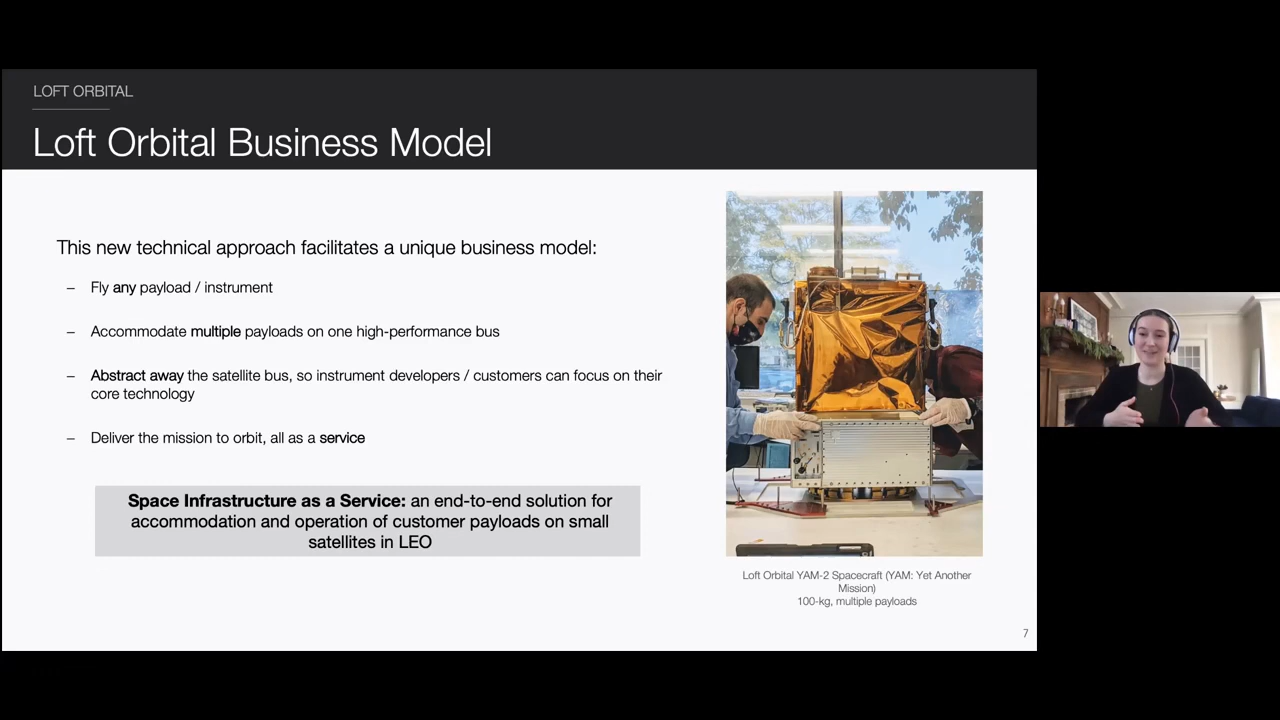 LOFT ORBITAL
Loft Orbital Business Model
This new technical approach facilitates a unique business model:
– Fly any payload / instrument
– Accommodate multiple payloads on one high-performance bus
– Abstract away the satellite bus, so instrument developers / customers can focus on their
core technology
– Deliver the mission to orbit, all as a service
Space Infrastructure as a Service: an end-to-end solution for
accommodation and operation of customer payloads on small
satellites in LEO
Loft Orbital YAM-2 Spacecraft (YAM: Yet Another
Mission)
100-kg, multiple payloads
7